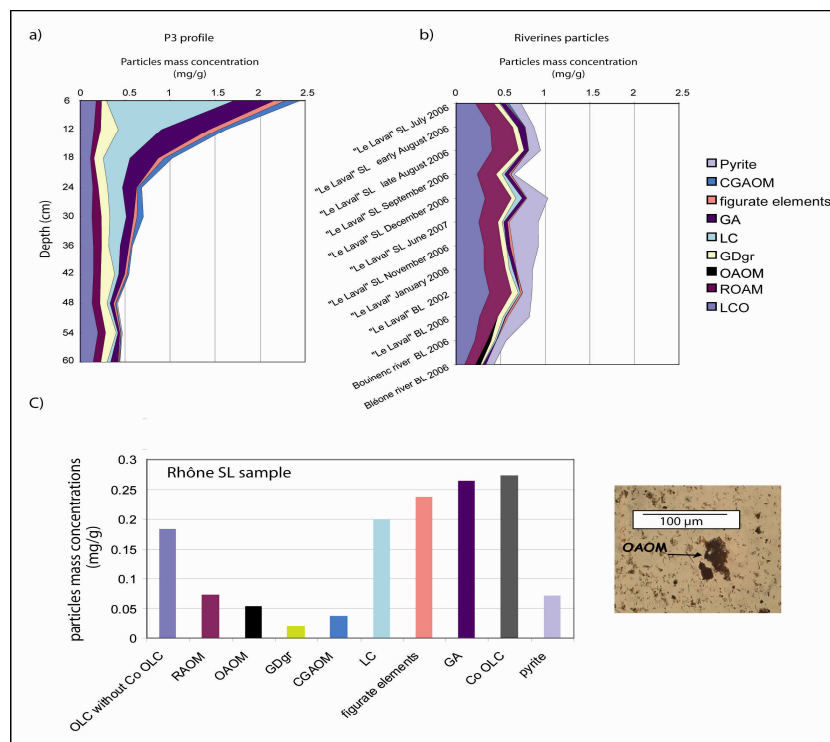 a)
P3 profile
Particles mass concentration
(mg/g)
0 0.5 1.0 1.5 2.0 2.5
6
12
18
24
30
36
42
48
54
60
Depth (cm)
b)
Riverines particles
Particles mass concentration
(mg/g)
0 0.5 1 1.5 2 2.5
"Le Laval" SL July 2006
"Le Laval" SL early August 2006
"Le Laval" SL late August 2006
"Le Laval" SL September 2006
"Le Laval" SL December 2006
"Le Laval" SL June 2007
"Le Laval" SL November 2006
"Le Laval" January 2008
"Le Laval" BL 2002
"Le Laval" BL 2006
Bouinenc river BL 2006
Bléone river BL 2006
Pyrite
CGAOM
figurate elements
GA
LC
GDgr
OAOM
ROAM
LCO
C)
Rhône SL sample
particles mass concentrations
(mg/g)
0.3
0.25
0.2
0.15
0.1
0.05
0
OLC without Co OLC
RAOM
OAOM
GDgr
CGAOM
LC
figurate elements
GA
Co OLC
pyrite
100 µm
OAOM